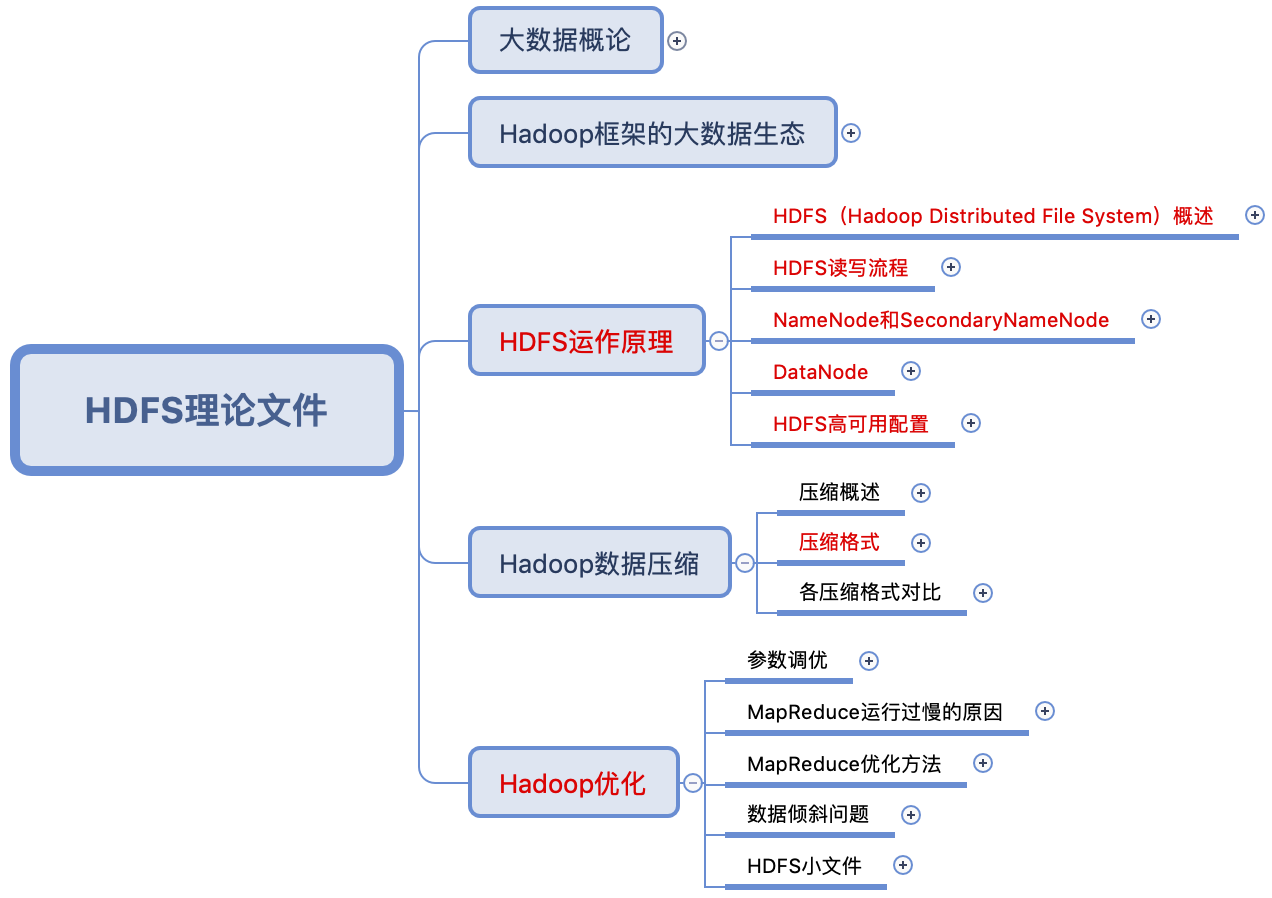 大数据概论
Hadoop框架的大数据生态
HDFS（Hadoop Distributed File System）概述
HDFS读写流程
HDFS运作原理
NameNode和SecondaryNameNode
DataNode
HDFS高可用配置
HDFS理论文件
压缩概述
Hadoop数据压缩
压缩格式
各压缩格式对比
参数调优
MapReduce运行过慢的原因
Hadoop优化
MapReduce优化方法
数据倾斜问题
HDFS小文件